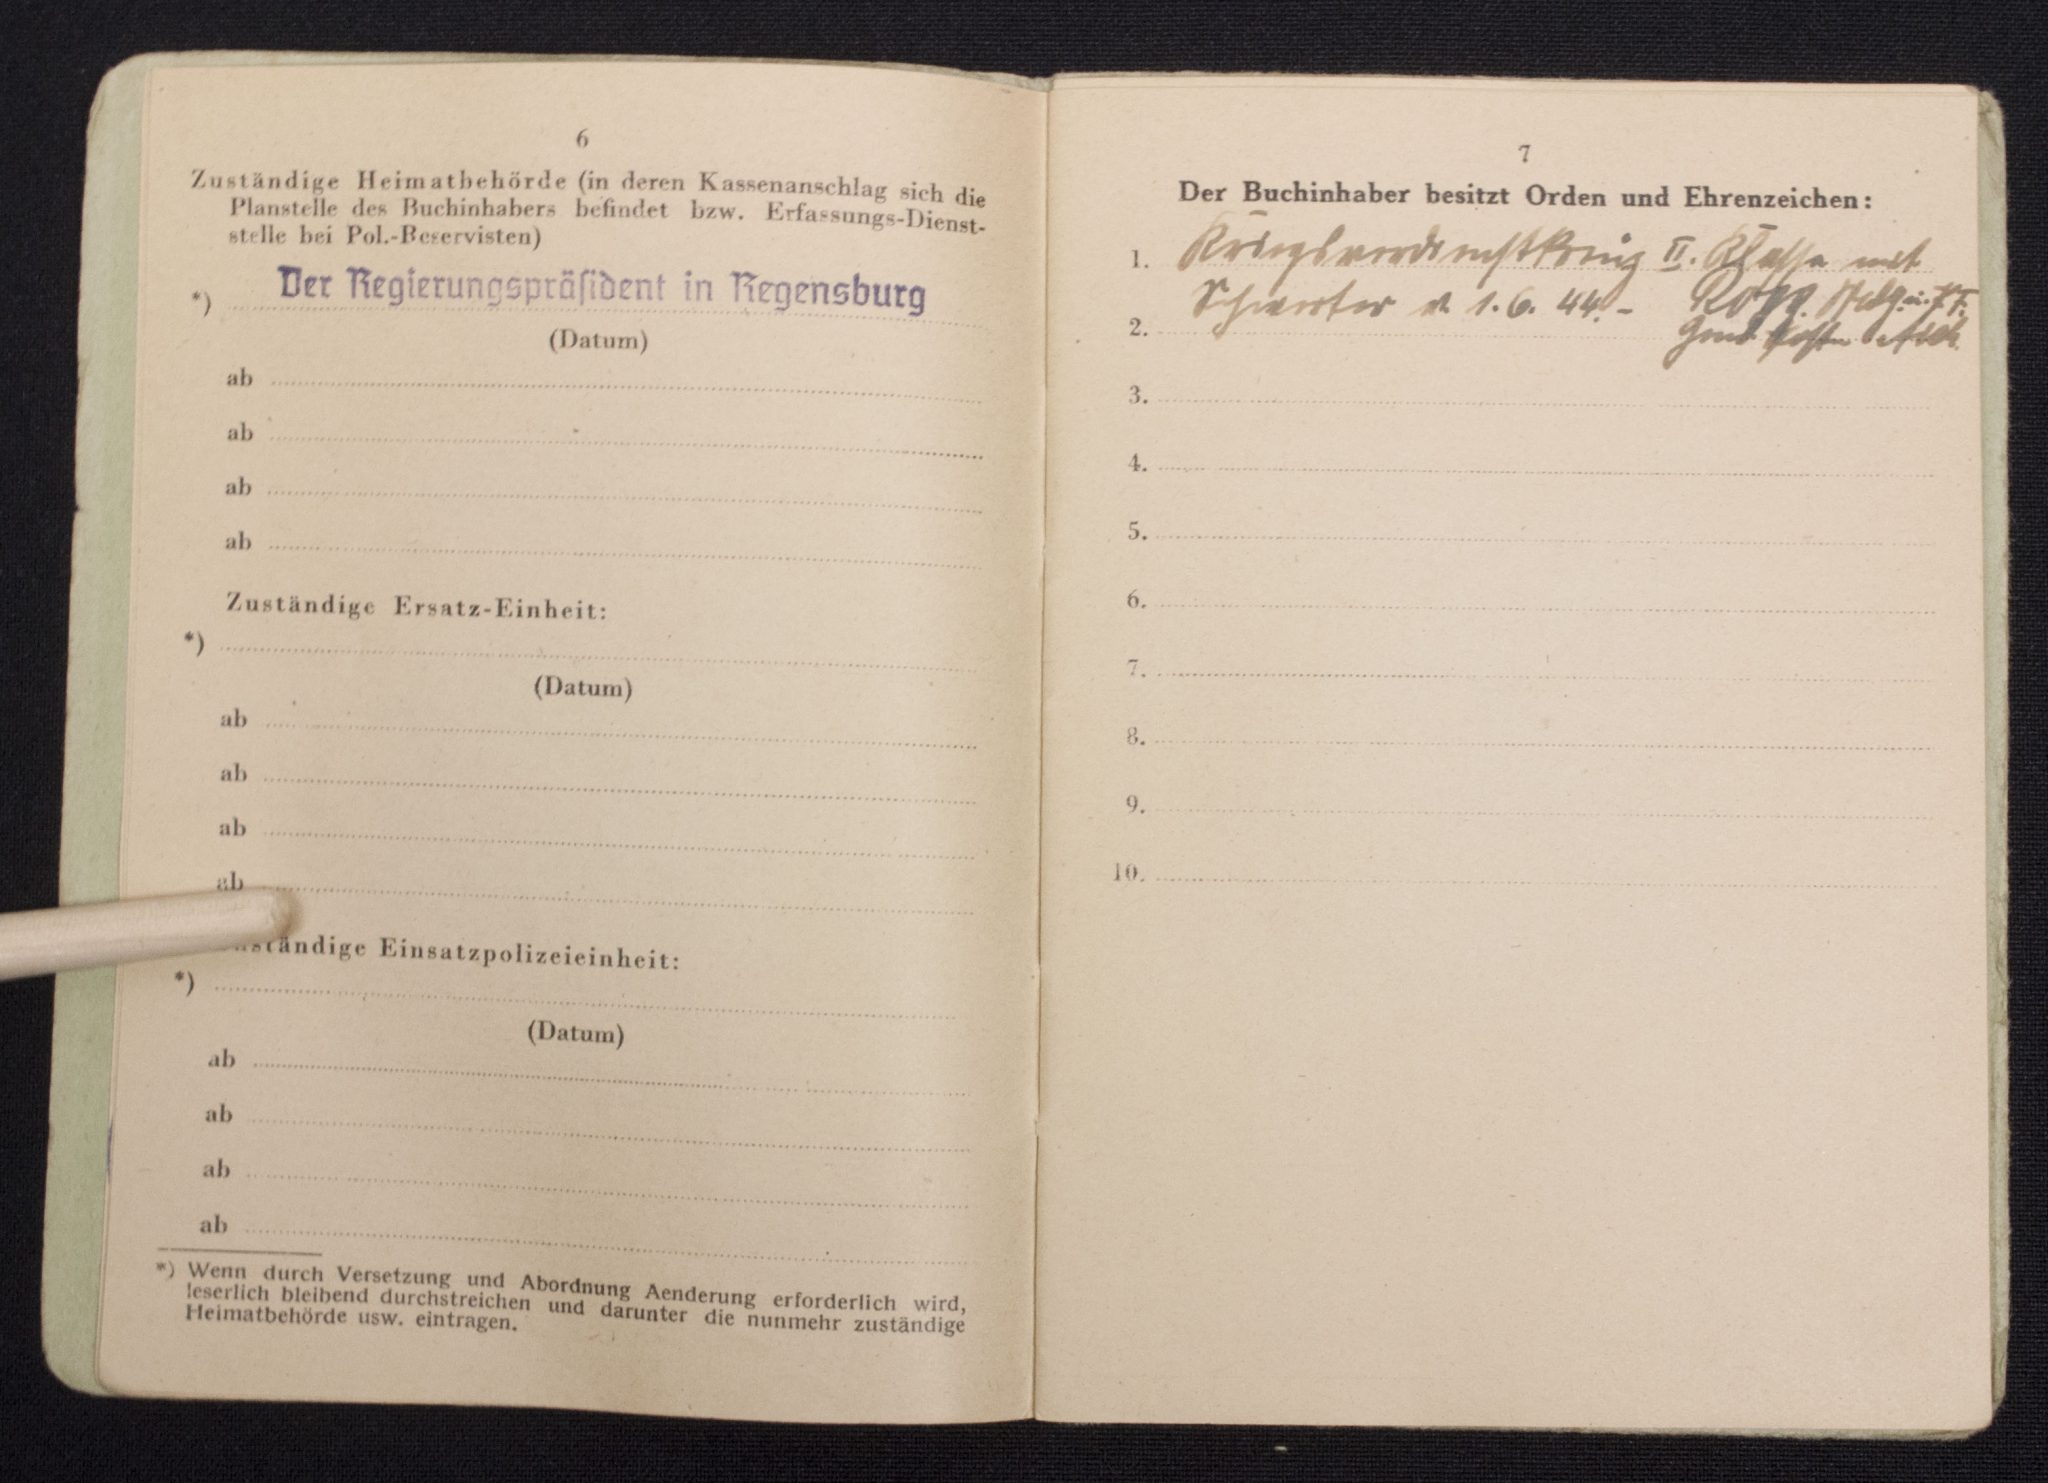 6
Zuständige Heimatbehörde (in deren Kassenanschlag sich die
Planstelle des Buchinhabers befindet bzw. Erfassungs-Dienst-
stelle bei Pol.-Reservisten)
*) Der Regierungspräsident in Regensburg
(Datum)
ab
ab
ab
ab
Zuständige Ersatz-Einheit:
*)
(Datum)
ab
ab
ab
ab
Zuständige Einsatzpolizeieinheit:
*)
(Datum)
ab
ab
ab
ab
*) Wenn durch Versetzung und Abordnung Aenderung erforderlich wird,
leserlich bleibend durchstreichen und darunter die nunmehr zuständige
Heimatbehörde usw. eintragen.
7
Der Buchinhaber besitzt Orden und Ehrenzeichen:
1. Kriegsverdienstkreuz II. Klasse mit
Schwerter v. 1. 6. 44. -
2.
3.
4.
5.
6.
7.
8.
9.
10.